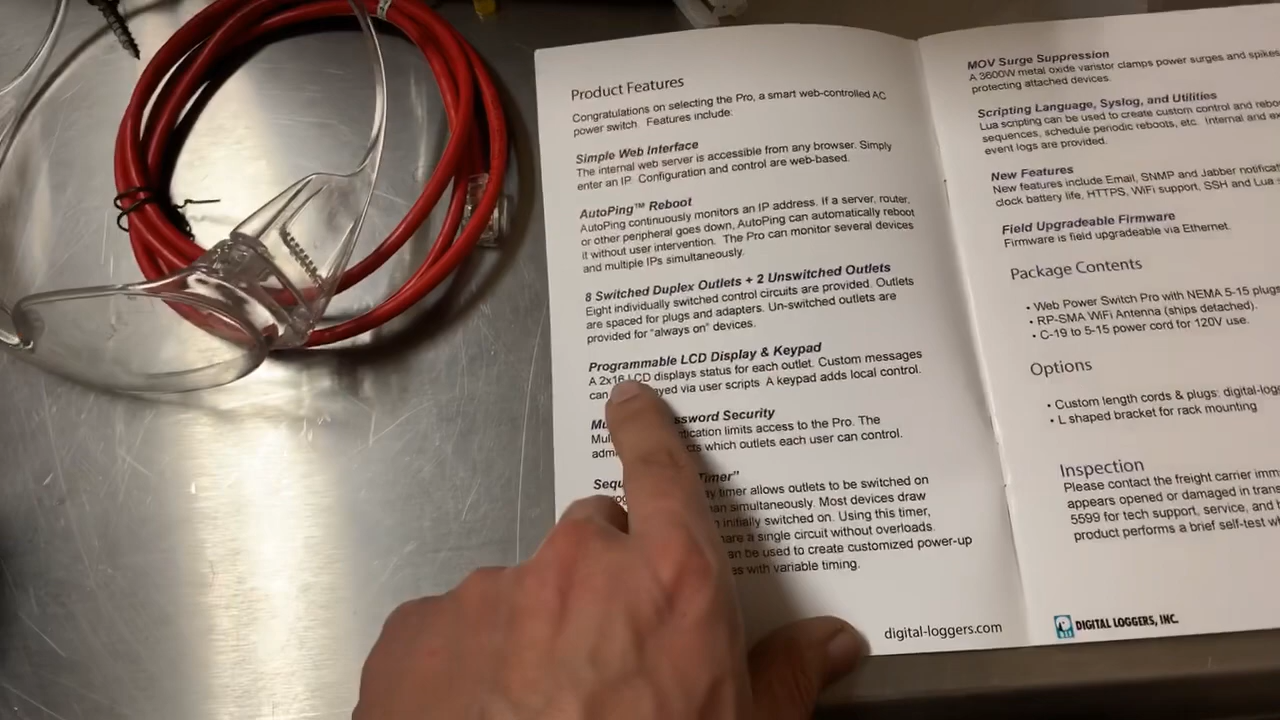 Product Features
Congratulations on selecting the Pro, a smart web-controlled AC
power switch. Features include:
Simple Web Interface
The internal web server is accessible from any browser. Simply
enter an IP. Configuration and control are web-based.
AutoPing™ Reboot
AutoPing continuously monitors an IP address. If a server, router,
or other peripheral goes down, AutoPing can automatically reboot
it without user intervention. The Pro can monitor several devices
and multiple IPs simultaneously.
8 Switched Duplex Outlets + 2 Unswitched Outlets
Eight individually switched control circuits are provided. Outlets
are spaced for plugs and adapters. Un-switched outlets are
provided for "always on" devices.
Programmable LCD Display & Keypad
A 2x16 LCD displays status for each outlet. Custom messages
can via user scripts A keypad adds local control.
Security
limits access to the Pro. The
which outlets each user can control.
Timer"
timer allows outlets to be switched on
simultaneously. Most devices draw
initially switched on. Using this timer,
a single circuit without overloads.
be used to create customized power-up
with variable timing.
digital-loggers.com
MOV Surge Suppression
A 3600W metal oxide varistor clamps power surges and spikes
protecting attached devices.
Scripting Language, Syslog, and Utilities
Lua scripting can be used to create custom control and
sequences, schedule periodic reboots, etc. Internal and
event logs are provided.
New Features
New features include Email, SNMP and Jabber
clock battery life, HTTPS, WiFi support, SSH and Lua
Field Upgradeable Firmware
Firmware is field upgradeable via Ethernet.
Package Contents
• Web Power Switch Pro with NEMA 5-15 plugs
• RP-SMA WiFi Antenna (ships detached).
• C-19 to 5-15 power cord for 120V use.
Options
• Custom length cords & plugs:
• L shaped bracket for rack mounting
Inspection
Please contact the freight carrier
appears opened or damaged in
5599 for tech support, service, and
product performs a brief self-test
DIGITAL LOGGERS, INC.